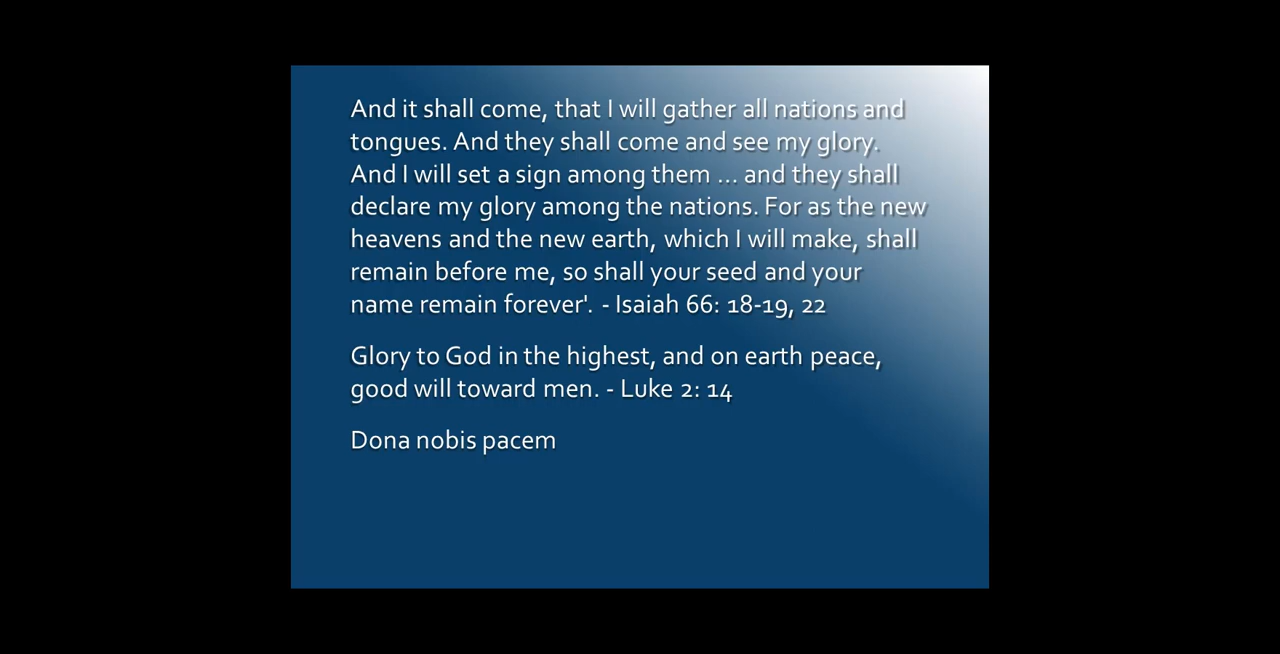 And it shall come, that I will gather all nations and
tongues. And they shall come and see my glory.
And I will set a sign among them ... and they shall
declare my glory among the nations. For as the new
heavens and the new earth, which I will make, shall
remain before me, so shall your seed and your
name remain forever'. - Isaiah 66: 18-19, 22
Glory to God in the highest, and on earth peace,
good will toward men. - Luke 2: 14
Dona nobis pacem